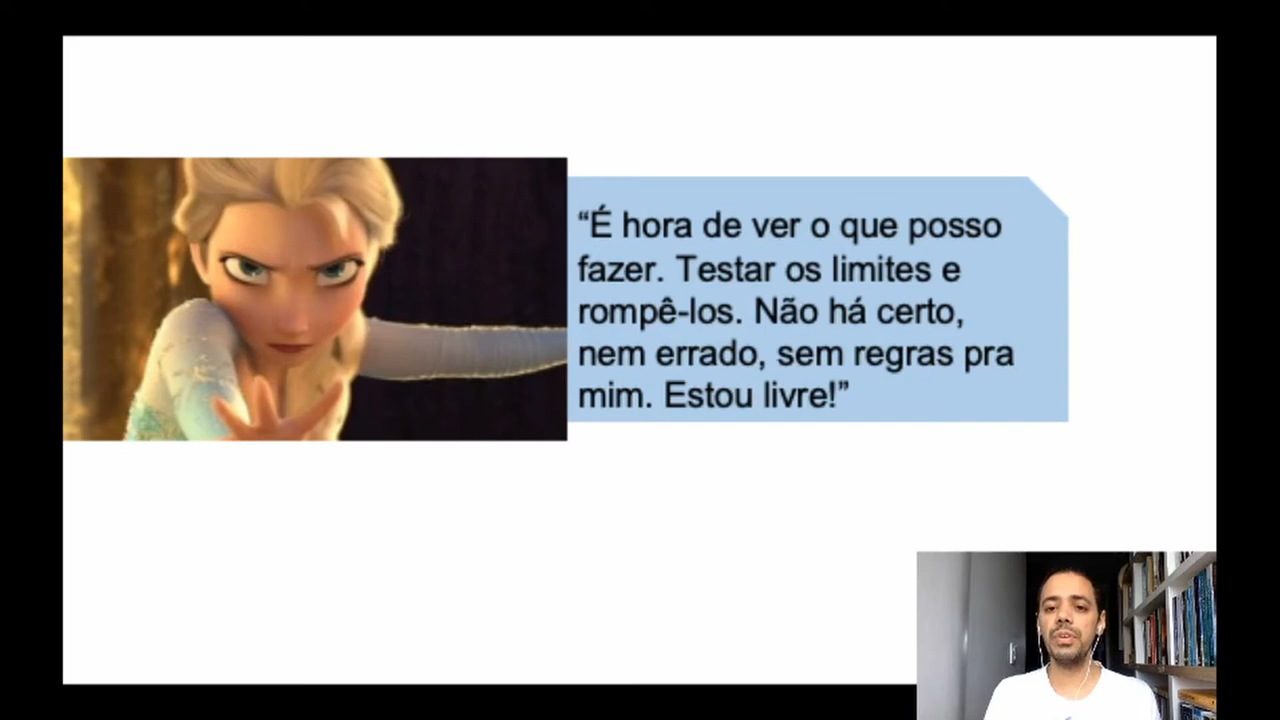 “É hora de ver o que posso
fazer. Testar os limites e
rompê-los. Não há certo,
nem errado, sem regras pra
mim. Estou livre!”